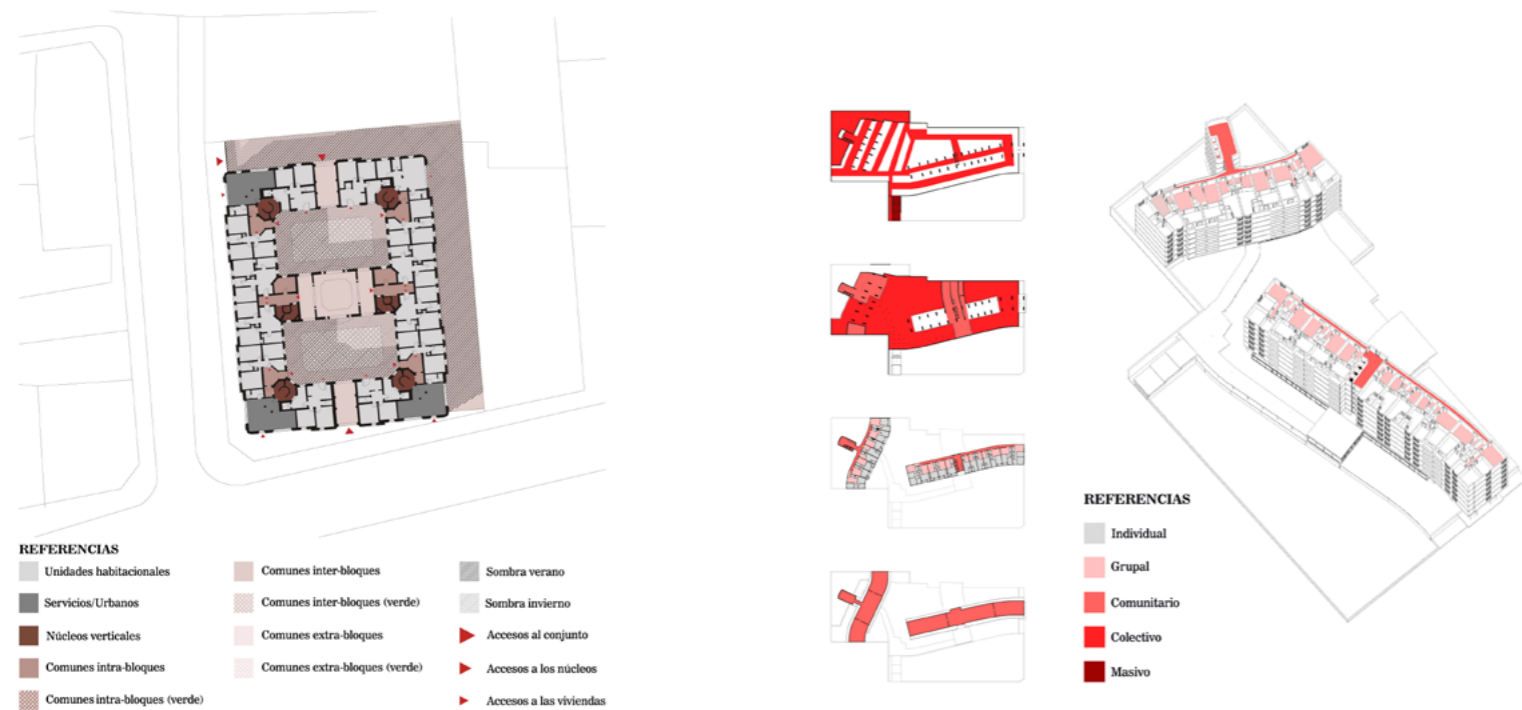 REFERENCIAS
Unidades habitacionales
Servicios/Urbanos
Núcleos verticales
Comunes intra-bloques
Comunes intra-bloques (verde)
Comunes inter-bloques
Comunes inter-bloques (verde)
Comunes extra-bloques
Comunes extra-bloques (verde)
Sombra verano
Sombra invierno
Accesos al conjunto
Accesos a los núcleos
Accesos a las viviendas
REFERENCIAS
Individual
Grupal
Comunitario
Colectivo
Masivo